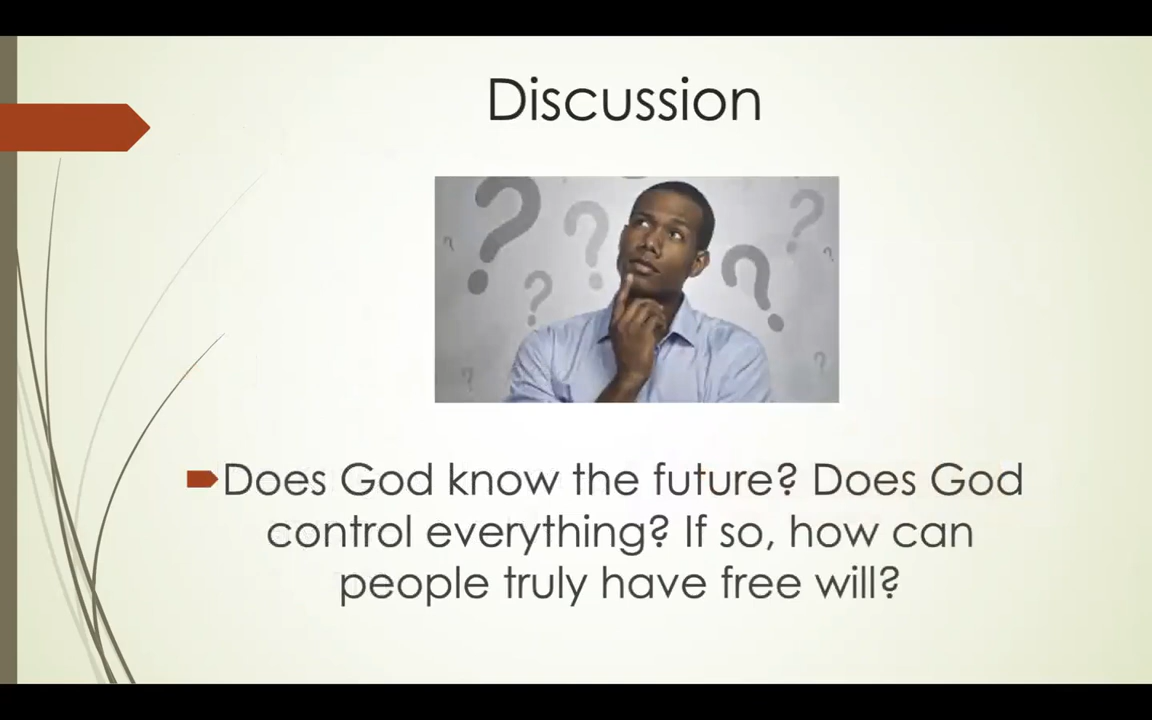 Discussion
Does God know the future? Does God
control everything? If so, how can
people truly have free will?